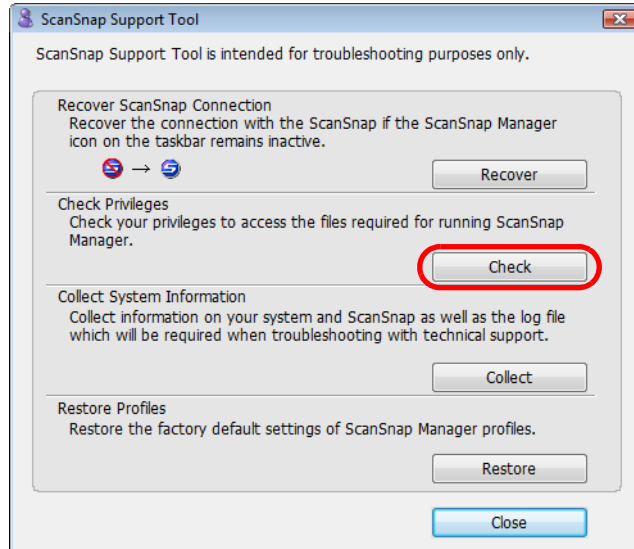 ScanSnap Support Tool
ScanSnap Support Tool is intended for troubleshooting purposes only.
Recover ScanSnap Connection
Recover the connection with the ScanSnap if the ScanSnap Manager
icon on the taskbar remains inactive.
Recover
Check Privileges
Check your privileges to access the files required for running ScanSnap
Manager.
Check
Collect System Information
Collect information on your system and ScanSnap as well as the log file
which will be required when troubleshooting with technical support.
Collect
Restore Profiles
Restore the factory default settings of ScanSnap Manager profiles.
Restore
Close